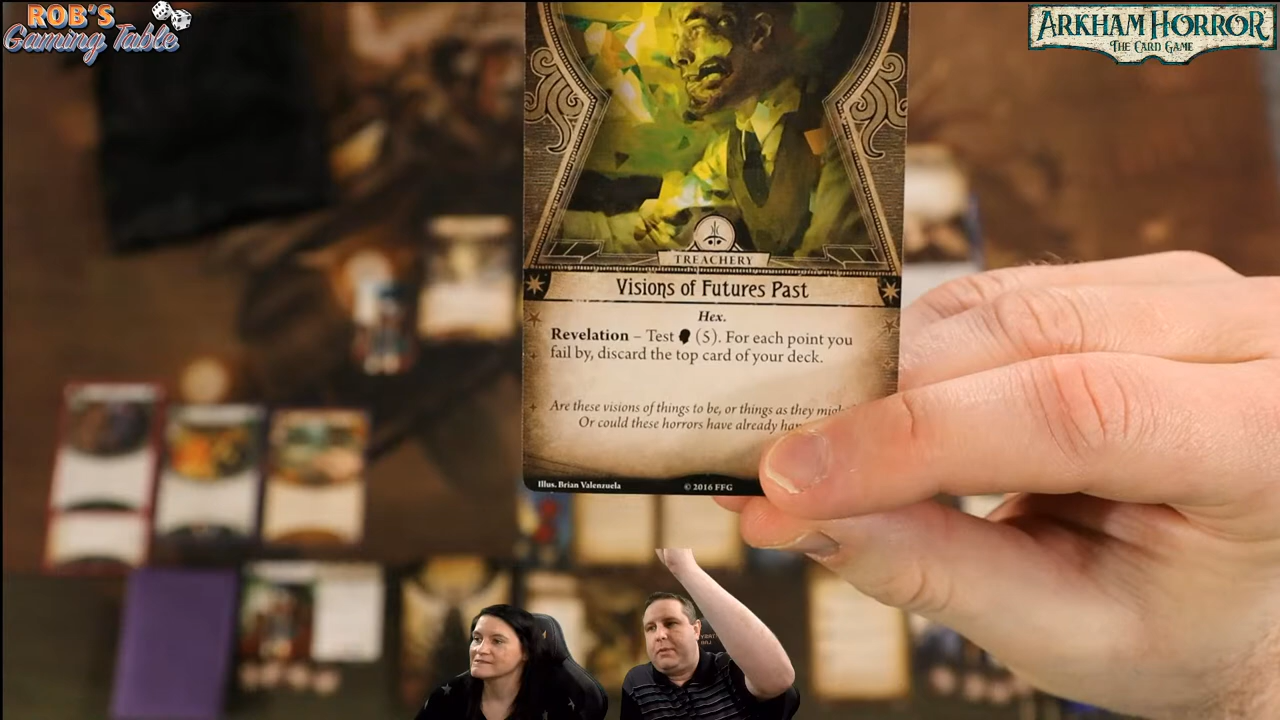 ROB'S
Gaming Table
ARKHAM HORROR
THE CARD GAME
TREACHERY
Visions of Futures Past
Hex.
Revelation – Test (5). For each point you
fail by, discard the top card of your deck.
Are these visions of things to be, or things as they
Or could these horrors have already
Illus. Brian Valenzuela © 2016 FFG